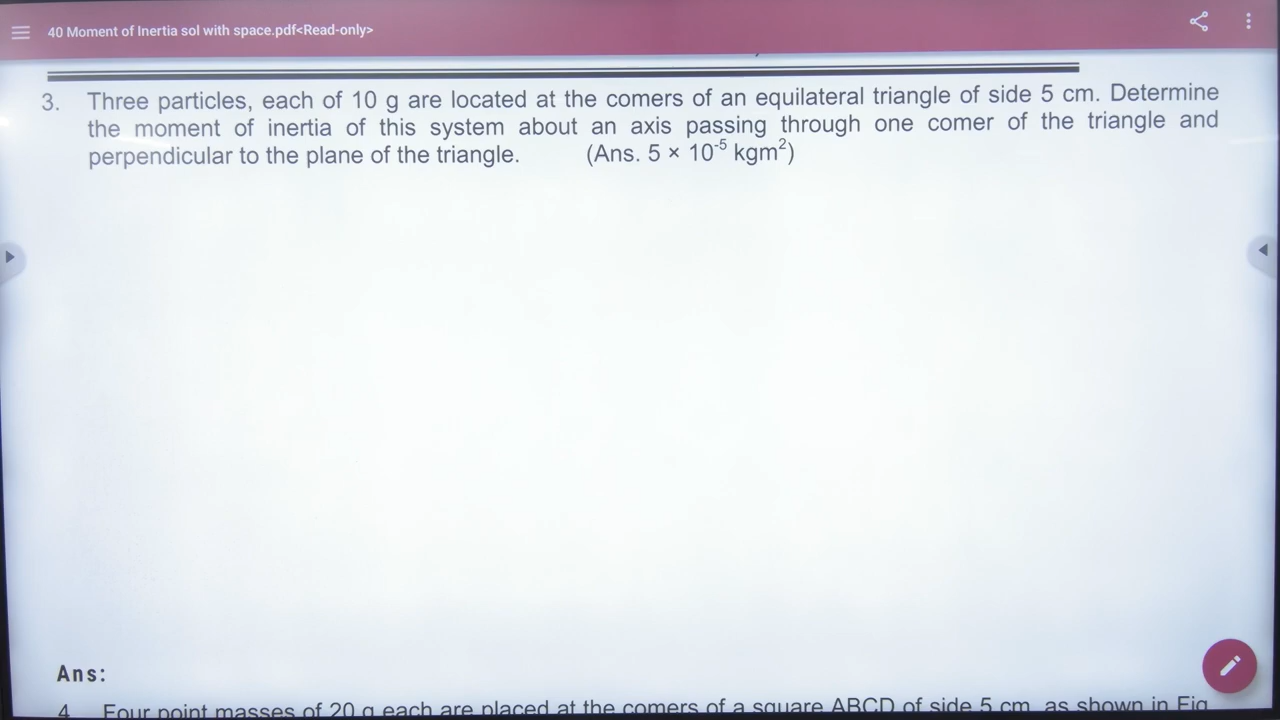 40 Moment of Inertia sol with space.pdf<Read-only>
3. Three particles, each of 10 g are located at the comers of an equilateral triangle of side 5 cm. Determine
the moment of inertia of this system about an axis passing through one comer of the triangle and
perpendicular to the plane of the triangle. (Ans. 5 × 10⁻⁵ kgm²)
Ans:
4. Four point masses of 20 g each are placed at the comers of a square ABCD of side 5 cm, as shown in Fig